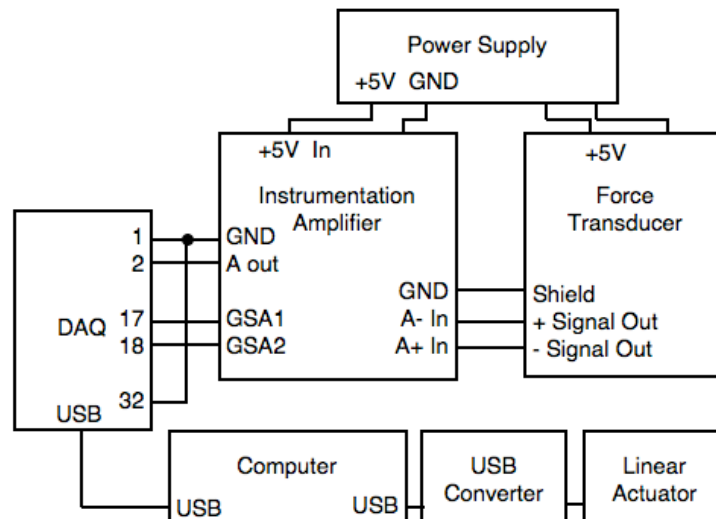 Power Supply
+5V GND
+5V In
+5V
Instrumentation
Amplifier
Force
Transducer
1
GND
2
A out
GND
Shield
DAQ
17
GSA1
A- In
+ Signal Out
18
GSA2
A+ In
- Signal Out
32
USB
Computer
USB
USB
USB
Converter
Linear
Actuator